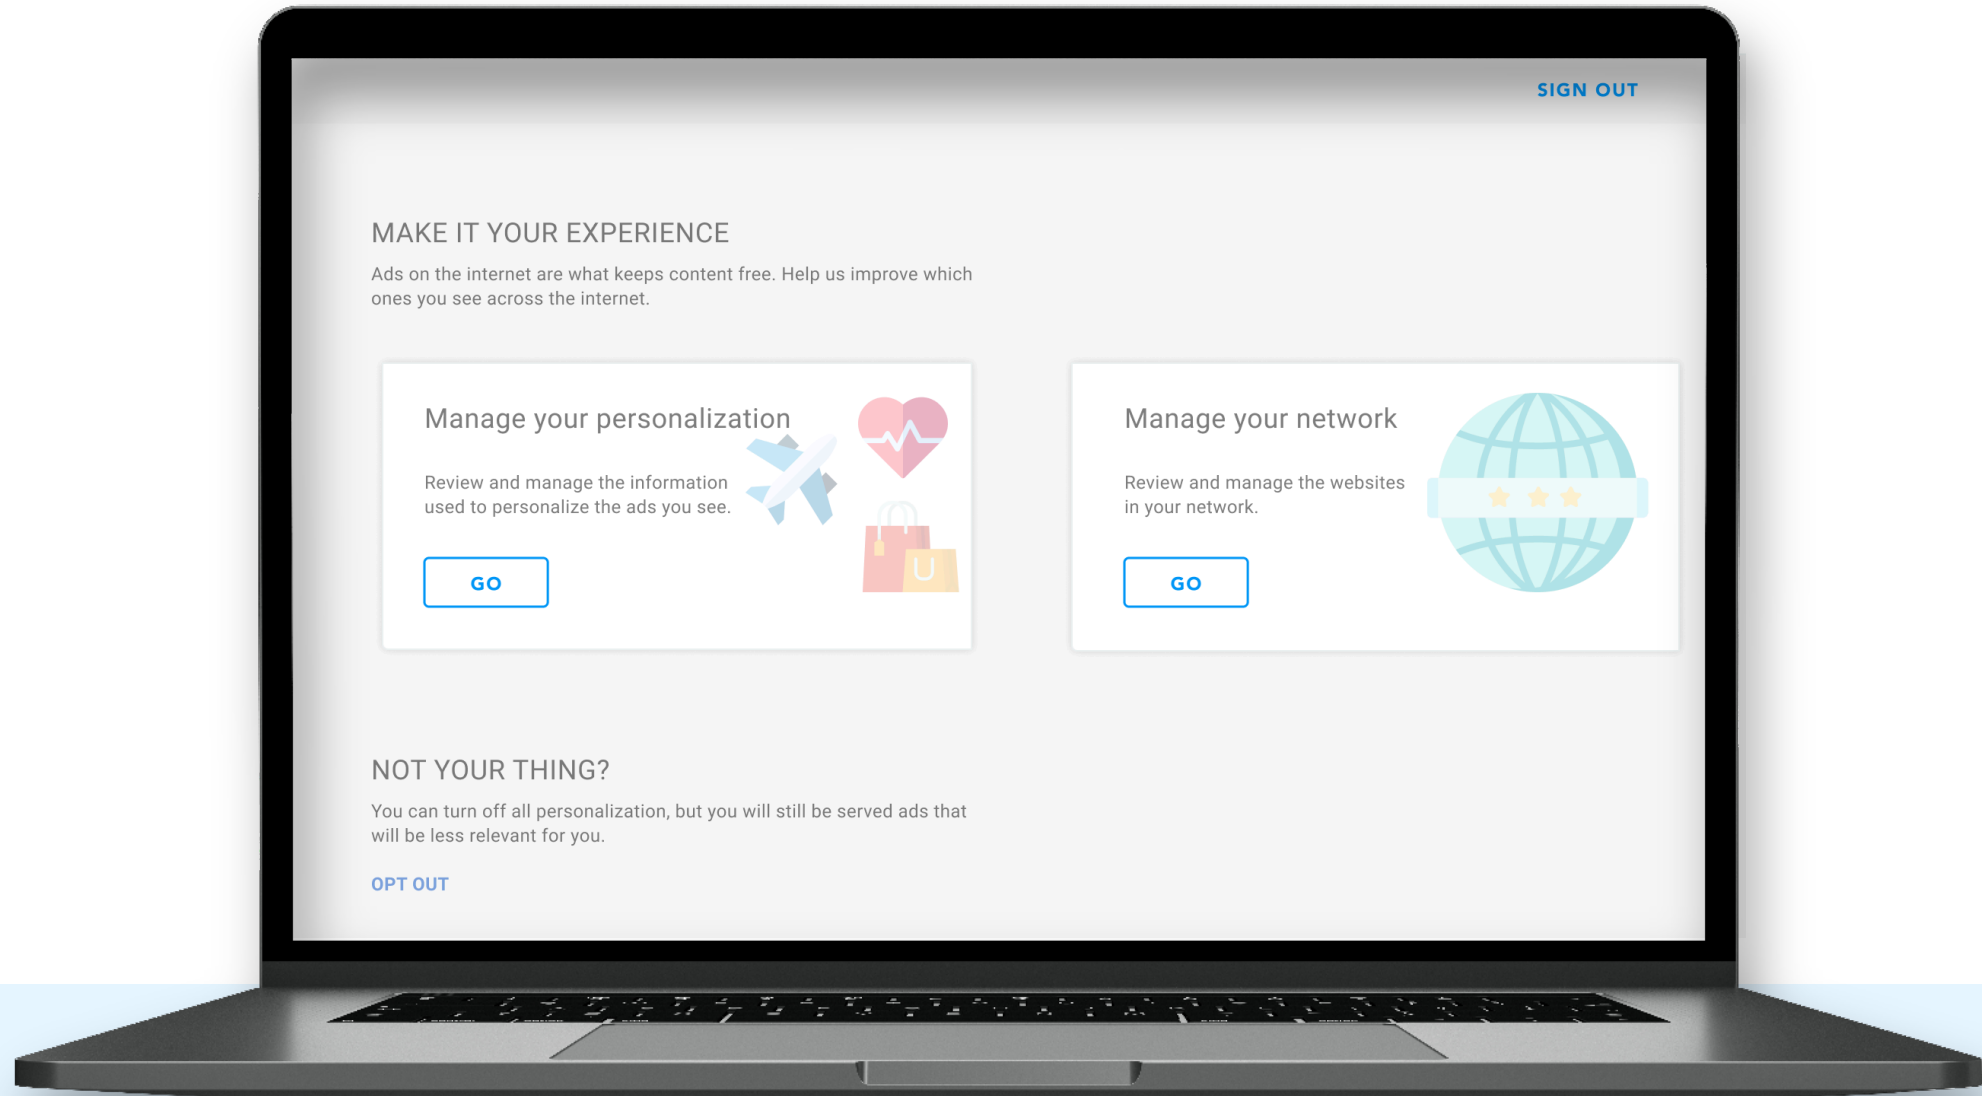 SIGN OUT
MAKE IT YOUR EXPERIENCE
Ads on the internet are what keeps content free. Help us improve which
ones you see across the internet.
Manage your personalization
Review and manage the information
used to personalize the ads you see.
GO
Manage your network
Review and manage the websites
in your network.
GO
NOT YOUR THING?
You can turn off all personalization, but you will still be served ads that
will be less relevant for you.
OPT OUT